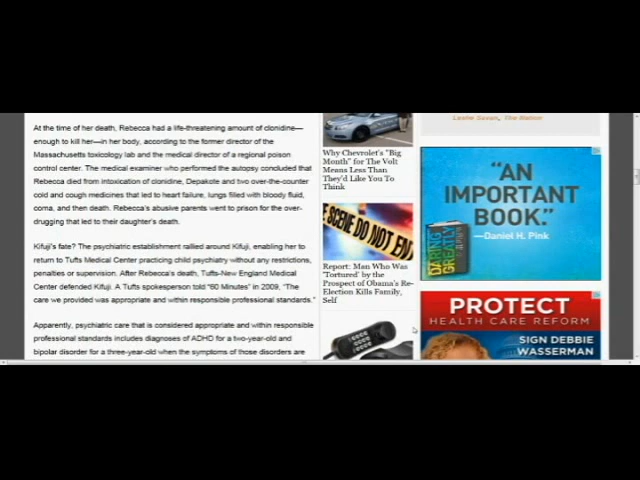 At the time of her death, Rebecca had a life-threatening amount of clonidine—
enough to kill her—in her body, according to the former director of the
Massachusetts toxicology lab and the medical director of a regional poison
control center. The medical examiner who performed the autopsy concluded that
Rebecca died from intoxication of clonidine, Depakote and two over-the-counter
cold and cough medicines that led to heart failure, lungs filled with bloody fluid,
coma, and then death. Rebecca's abusive parents went to prison for the over-
drugging that led to their daughter's death.
Kifuji's fate? The psychiatric establishment rallied around Kifuji, enabling her to
return to Tufts Medical Center practicing child psychiatry without any restrictions,
penalties or supervision. After Rebecca's death, Tufts-New England Medical
Center defended Kifuji. A Tufts spokesperson told "60 Minutes" in 2009, "The
care we provided was appropriate and within responsible professional standards."
Apparently, psychiatric care that is considered appropriate and within responsible
professional standards includes diagnoses of ADHD for a two-year-old and
bipolar disorder for a three-year-old when the symptoms of those disorders are
Why Chevrolet's "Big
Month" for The Volt
Means Less Than
They'd Like You To
Think
SCENE DO NOT ENT
Report: Man Who Was
'Tortured' by the
Prospect of Obama's Re-
Election Kills Family,
Self
Leslie Savan, The Nation
"AN
IMPORTANT
BOOK."
—Daniel H. Pink
DARING
GREATLY
PROTECT
HEALTH CARE REFORM
SIGN DEBBIE
WASSERMAN